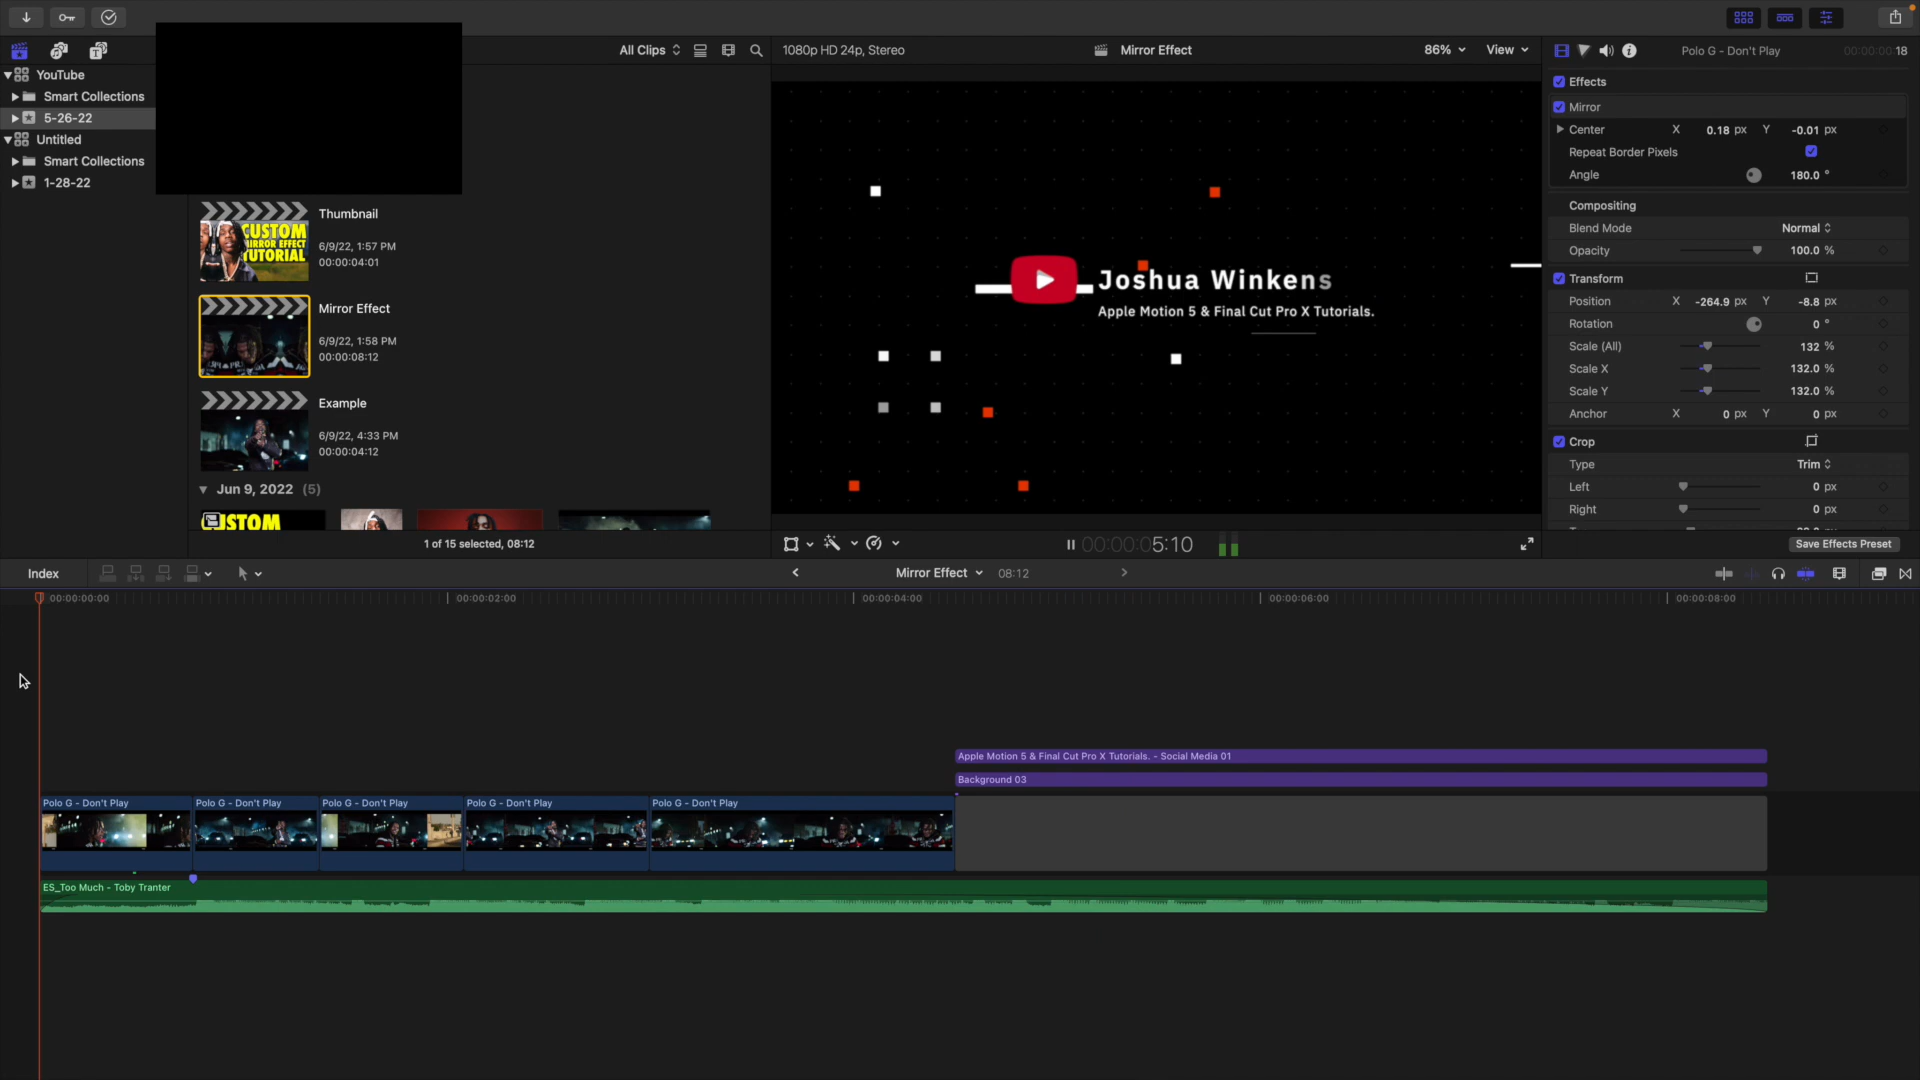 All Clips
1080p HD 24p, Stereo
Mirror Effect
86%
View
Polo G - Don't Play
00:00:00:18
YouTube
Smart Collections
5-26-22
Untitled
Smart Collections
1-28-22
Thumbnail
6/9/22, 1:57 PM
00:00:04:01
CUSTOM
MIRROR EFFECT
TUTORIAL
Mirror Effect
6/9/22, 1:58 PM
00:00:08:12
Example
6/9/22, 4:33 PM
00:00:04:12
Jun 9, 2022 (5)
1 of 15 selected, 08:12
Joshua Winkens
Apple Motion 5 & Final Cut Pro X Tutorials.
00:00:05:10
Effects
Mirror
Center X 0.18 px Y -0.01 px
Repeat Border Pixels
Angle 180.0 °
Compositing
Blend Mode Normal
Opacity 100.0 %
Transform
Position X -264.9 px Y -8.8 px
Rotation 0 °
Scale (All) 132 %
Scale X 132.0 %
Scale Y 132.0 %
Anchor X 0 px Y 0 px
Crop
Type Trim
Left 0 px
Right 0 px
Save Effects Preset
Index
Mirror Effect 08:12
00:00:00:00
00:00:02:00
00:00:04:00
00:00:06:00
00:00:08:00
Apple Motion 5 & Final Cut Pro X Tutorials. - Social Media 01
Background 03
Polo G - Don't Play
Polo G - Don't Play
Polo G - Don't Play
Polo G - Don't Play
Polo G - Don't Play
ES_Too Much - Toby Tranter